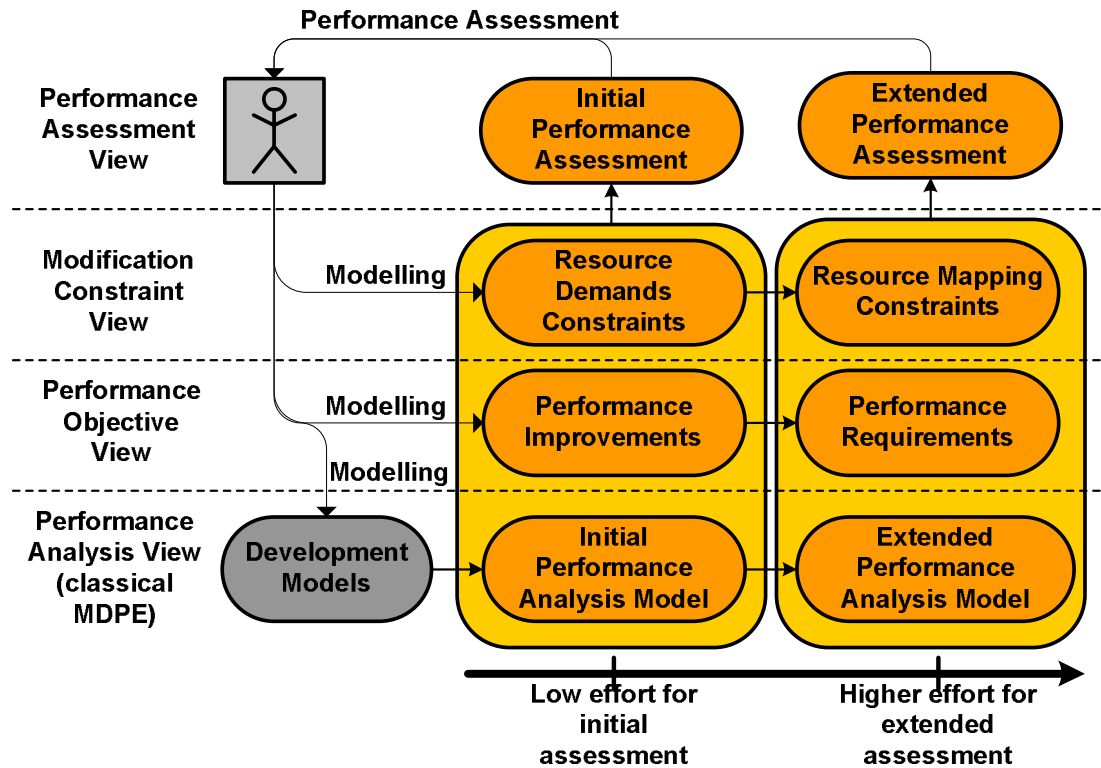 Performance Assessment
Performance
Assessment
View
Initial
Performance
Assessment
Extended
Performance
Assessment
Modification
Constraint
View
Modelling
Resource
Demands
Constraints
Resource Mapping
Constraints
Performance
Objective
View
Modelling
Performance
Improvements
Performance
Requirements
Modelling
Performance
Analysis View
(classical
MDPE)
Development
Models
Initial
Performance
Analysis Model
Extended
Performance
Analysis Model
Low effort for
initial
assessment
Higher effort for
extended
assessment